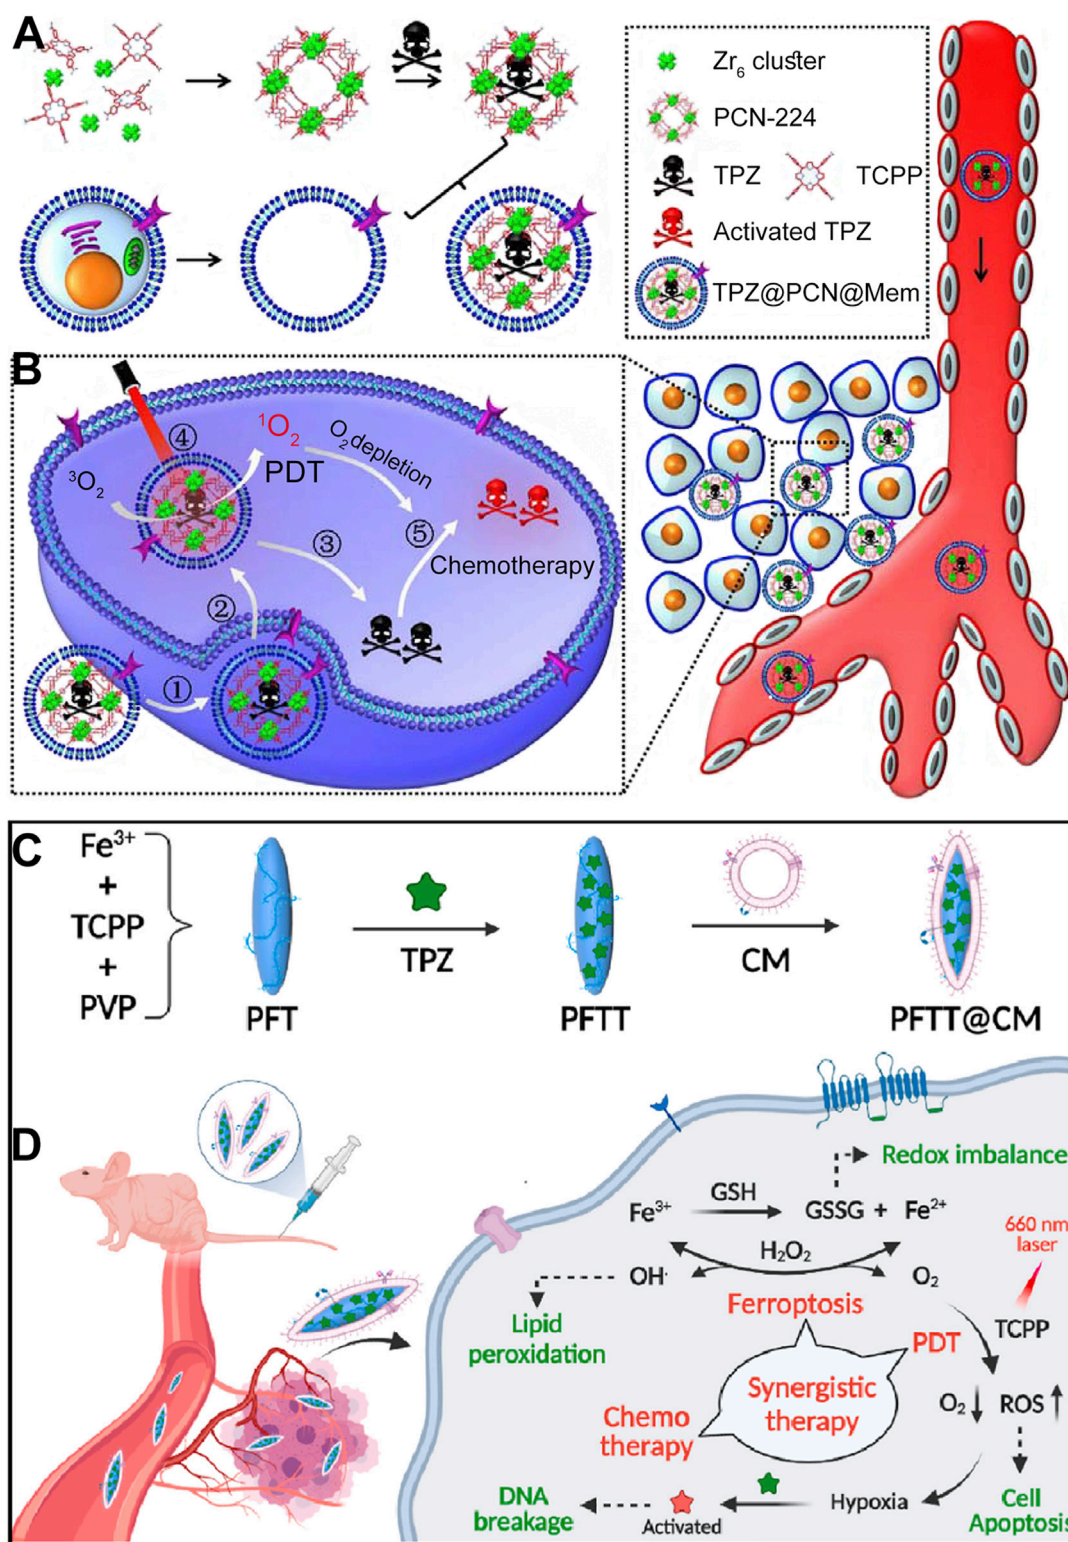 A
Zr6 cluster
PCN-224
TPZ
TCPP
Activated TPZ
TPZ@PCN@Mem
B
④
¹O₂
O₂ depletion
³O₂
PDT
③
⑤
Chemotherapy
②
①
C
Fe³⁺
+
TCPP
+
PVP
PFT
TPZ
PFTT
CM
PFTT@CM
D
Redox imbalance
Fe³⁺
GSH
GSSG + Fe²⁺
660 nm
laser
H₂O₂
OH·
O₂
Ferroptosis
TCPP
Lipid
peroxidation
PDT
Synergistic
therapy
O₂
ROS
Chemo
therapy
DNA
breakage
Activated
Hypoxia
Cell
Apoptosis